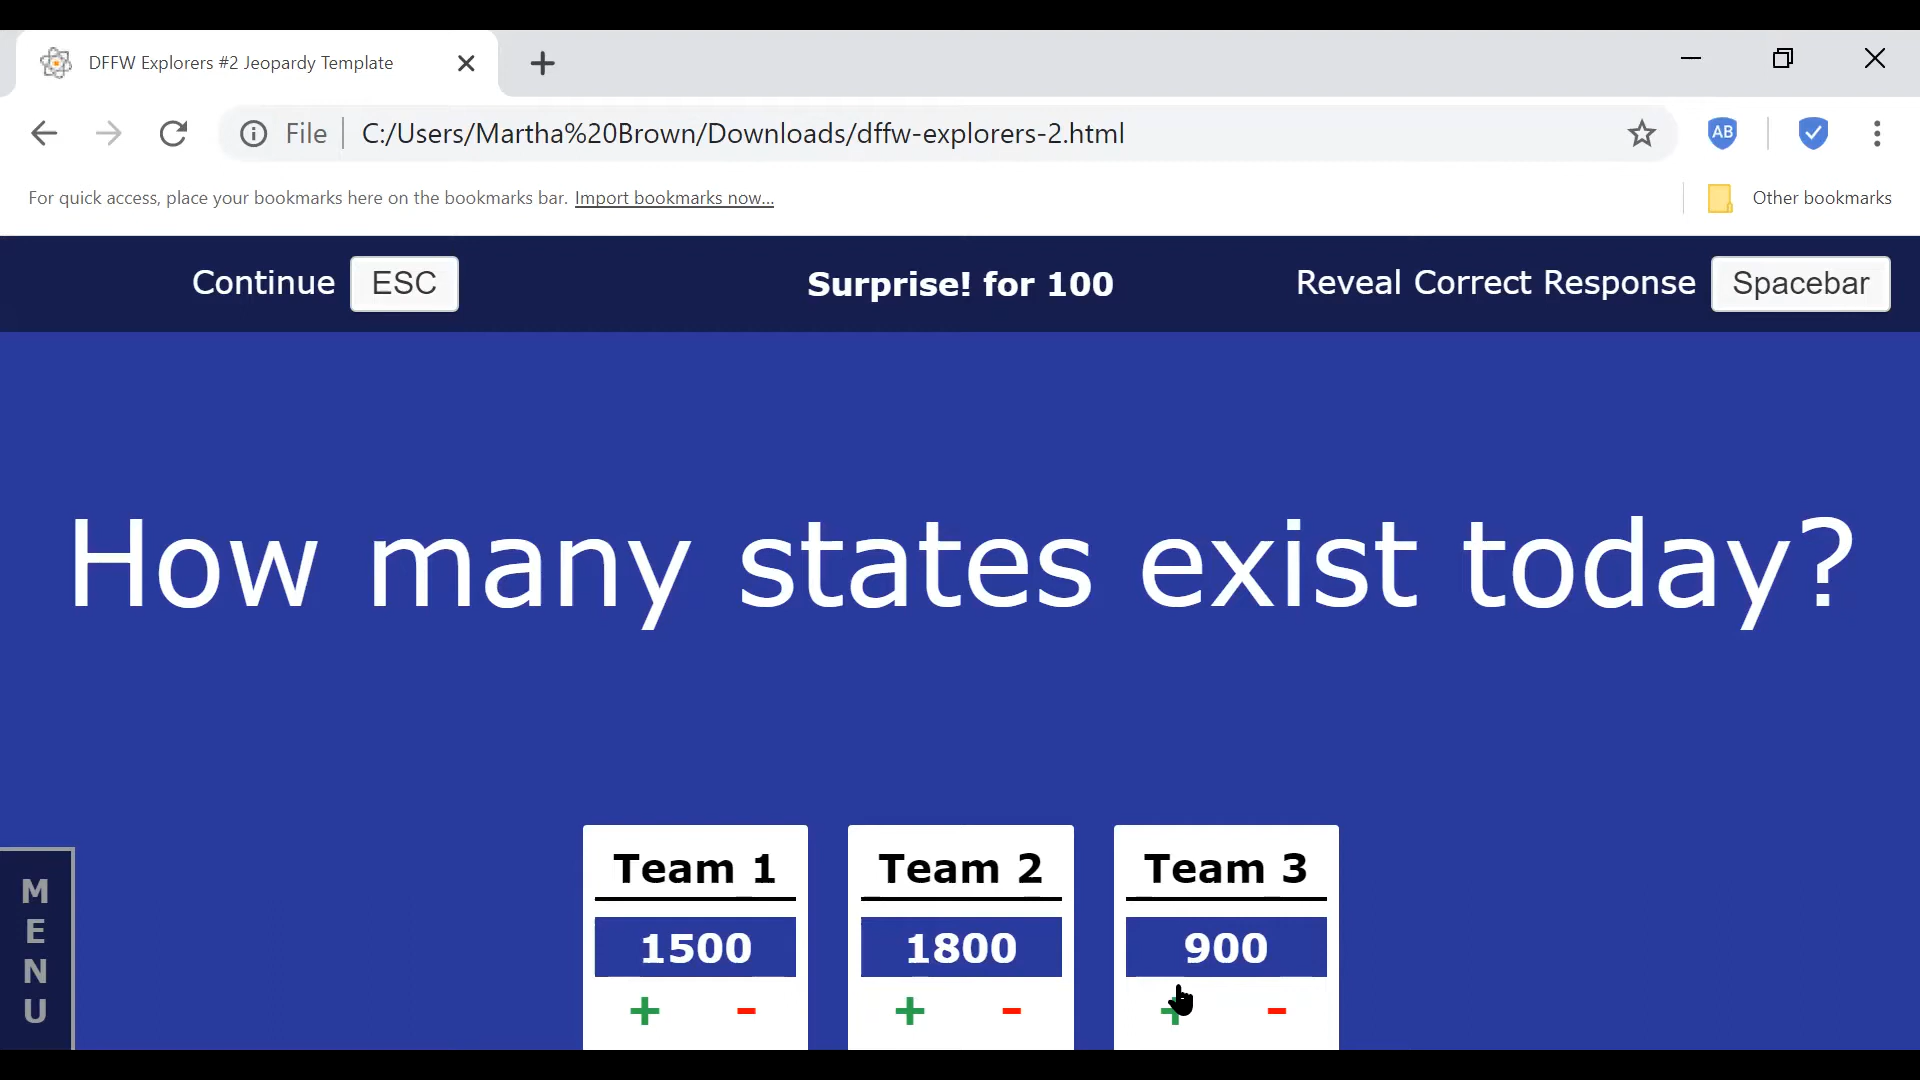 DFFW Explorers #2 Jeopardy Template
File
C:/Users/Martha%20Brown/Downloads/dffw-explorers-2.html
AB
For quick access, place your bookmarks here on the bookmarks bar. Import bookmarks now...
Other bookmarks
Continue ESC
Surprise! for 100
Reveal Correct Response Spacebar
How many states exist today?
MENU
Team 1
Team 2
Team 3
1500
1800
900
+ -
+ -
+ -